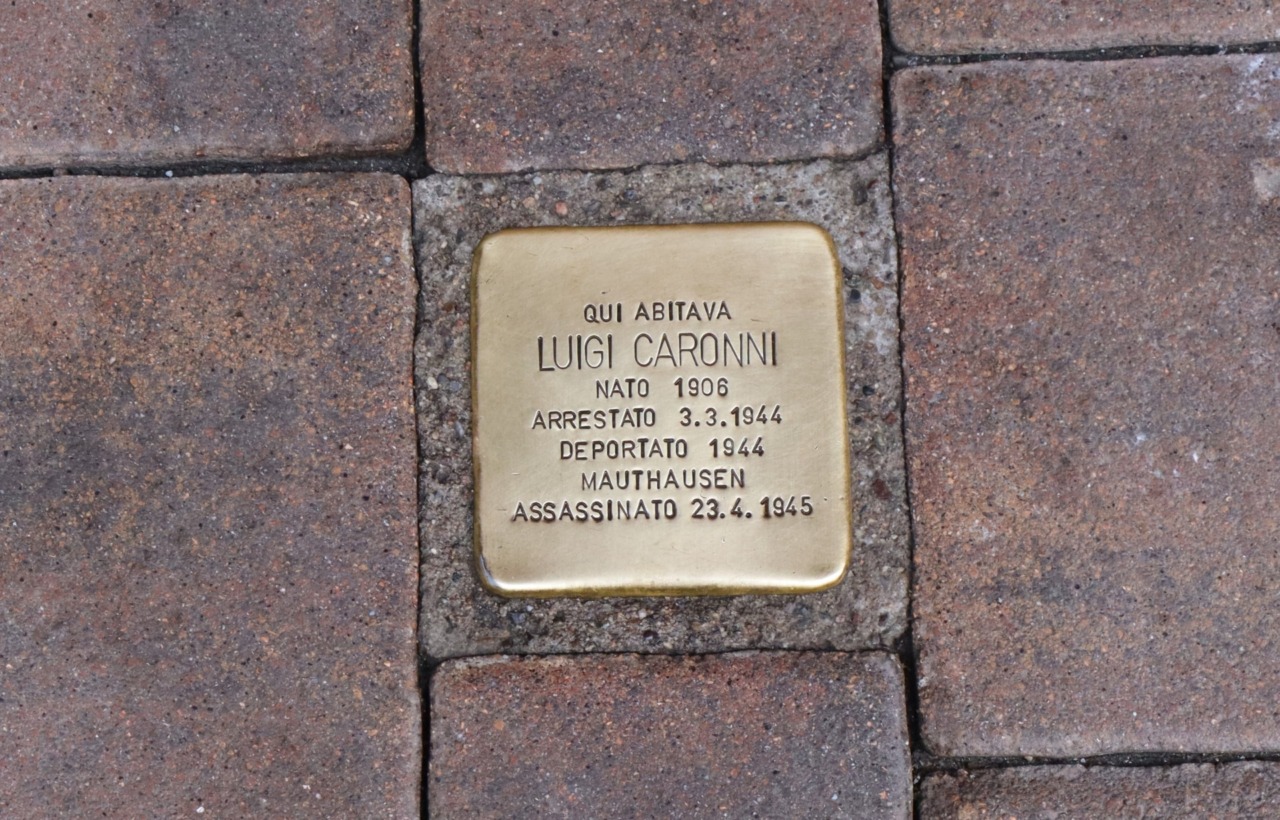 QUI ABITAVA
LUIGI CARONNI
NATO 1906
ARRESTATO 3.3.1944
DEPORTATO 1944
MAUTHAUSEN
ASSASSINATO 23.4.1945